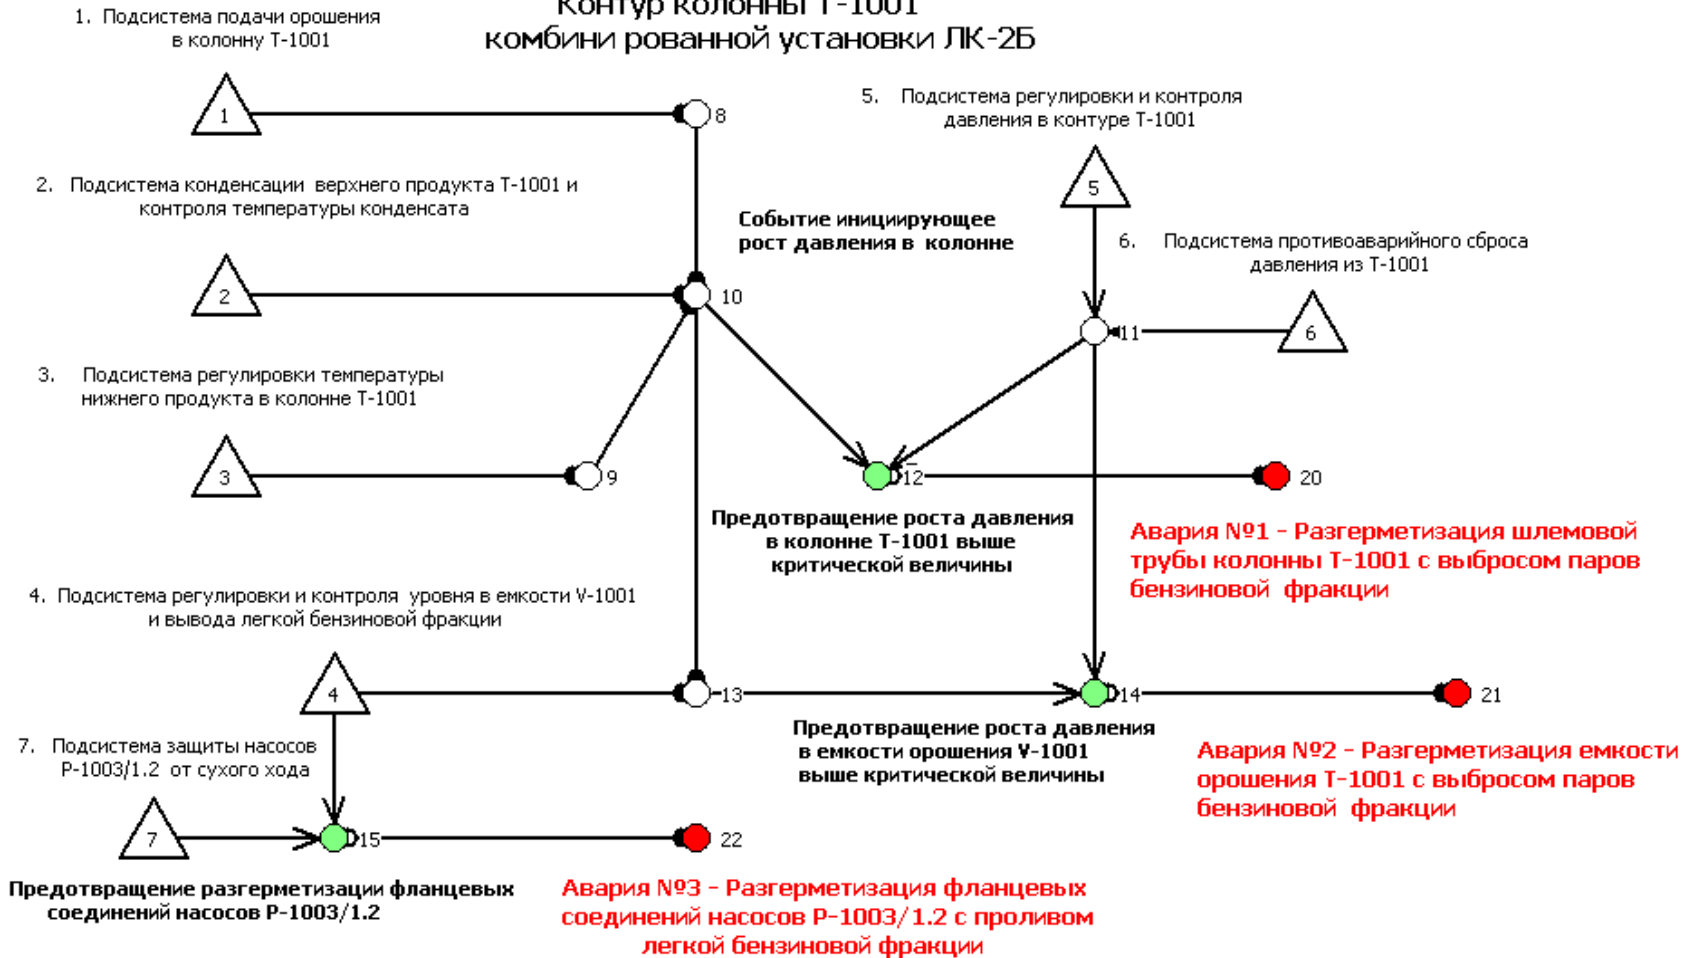 Контур колонны Т-1001
комбини рованной установки ЛК-2Б
1. Подсистема подачи орошения
в колонну Т-1001
1
8
5. Подсистема регулировки и контроля
давления в контуре Т-1001
5
2. Подсистема конденсации верхнего продукта Т-1001 и
контроля температуры конденсата
2
10
Событие инициирующее
рост давления в колонне
6. Подсистема противоаварийного сброса
давления из Т-1001
11
6
3. Подсистема регулировки температуры
нижнего продукта в колонне Т-1001
3
9
12
20
Предотвращение роста давления
в колонне Т-1001 выше
критической величины
Авария №1 - Разгерметизация шлемовой
трубы колонны Т-1001 с выбросом паров
бензиновой фракции
4. Подсистема регулировки и контроля уровня в емкости V-1001
и вывода легкой бензиновой фракции
4
13
14
21
Предотвращение роста давления
в емкости орошения V-1001
выше критической величины
Авария №2 - Разгерметизация емкости
орошения Т-1001 с выбросом паров
бензиновой фракции
7. Подсистема защиты насосов
Р-1003/1.2 от сухого хода
7
15
22
Предотвращение разгерметизации фланцевых
соединений насосов Р-1003/1.2
Авария №3 - Разгерметизация фланцевых
соединений насосов Р-1003/1.2 с проливом
легкой бензиновой фракции